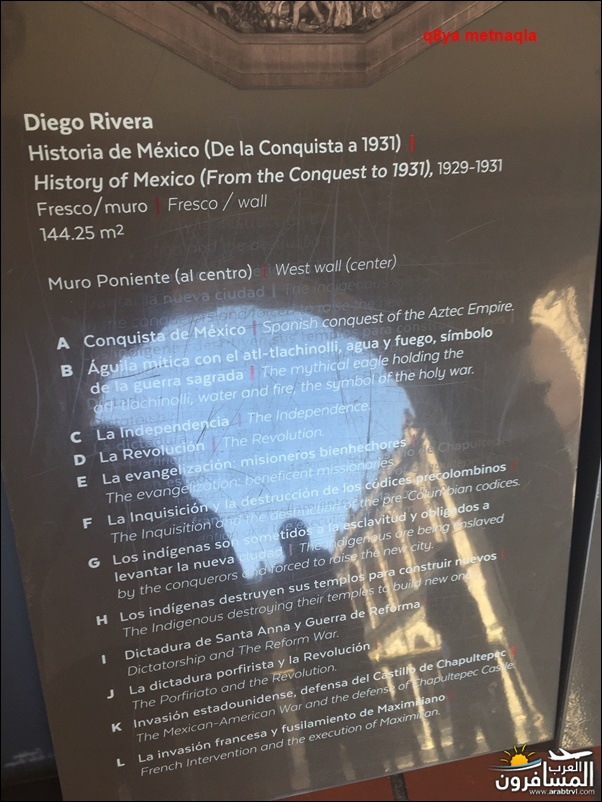 q8ya metnaqla
Diego Rivera
Historia de México (De la Conquista a 1931) |
History of Mexico (From the Conquest to 1931), 1929-1931
Fresco/muro | Fresco / wall
144.25 m²
Muro Poniente (al centro) | West wall (center)
A Conquista de México | Spanish conquest of the Aztec Empire.
B Águila mítica con el atl-tlachinolli, agua y fuego, símbolo
de la guerra sagrada | The mythical eagle holding the
atl-tlachinolli, water and fire, the symbol of the holy war.
C La Independencia | The Independence.
D La Revolución | The Revolution.
E La evangelización: misioneros bienhechores
The evangelization: beneficent missionaries.
F La Inquisición y la destrucción de los códices precolombinos |
The Inquisition and the destruction of the pre-Columbian codices.
G Los indígenas son sometidos a la esclavitud y obligados a
levantar la nueva ciudad | The Indigenous are being enslaved
by the conquerors and forced to raise the new city.
H Los indígenas destruyen sus templos para construir nuevos |
The Indigenous destroying their temples to build new ones.
I Dictadura de Santa Anna y Guerra de Reforma
Dictatorship and The Reform War.
J La dictadura porfirista y la Revolución |
The Porfiriato and the Revolution.
K Invasión estadounidense, defensa del Castillo de Chapultepec |
The Mexican-American War and the defense of Chapultepec Castle.
L La invasión francesa y fusilamiento de Maximiliano |
French Intervention and the execution of Maximilian.
العرب
المسافرون
www.arabtrvl.com